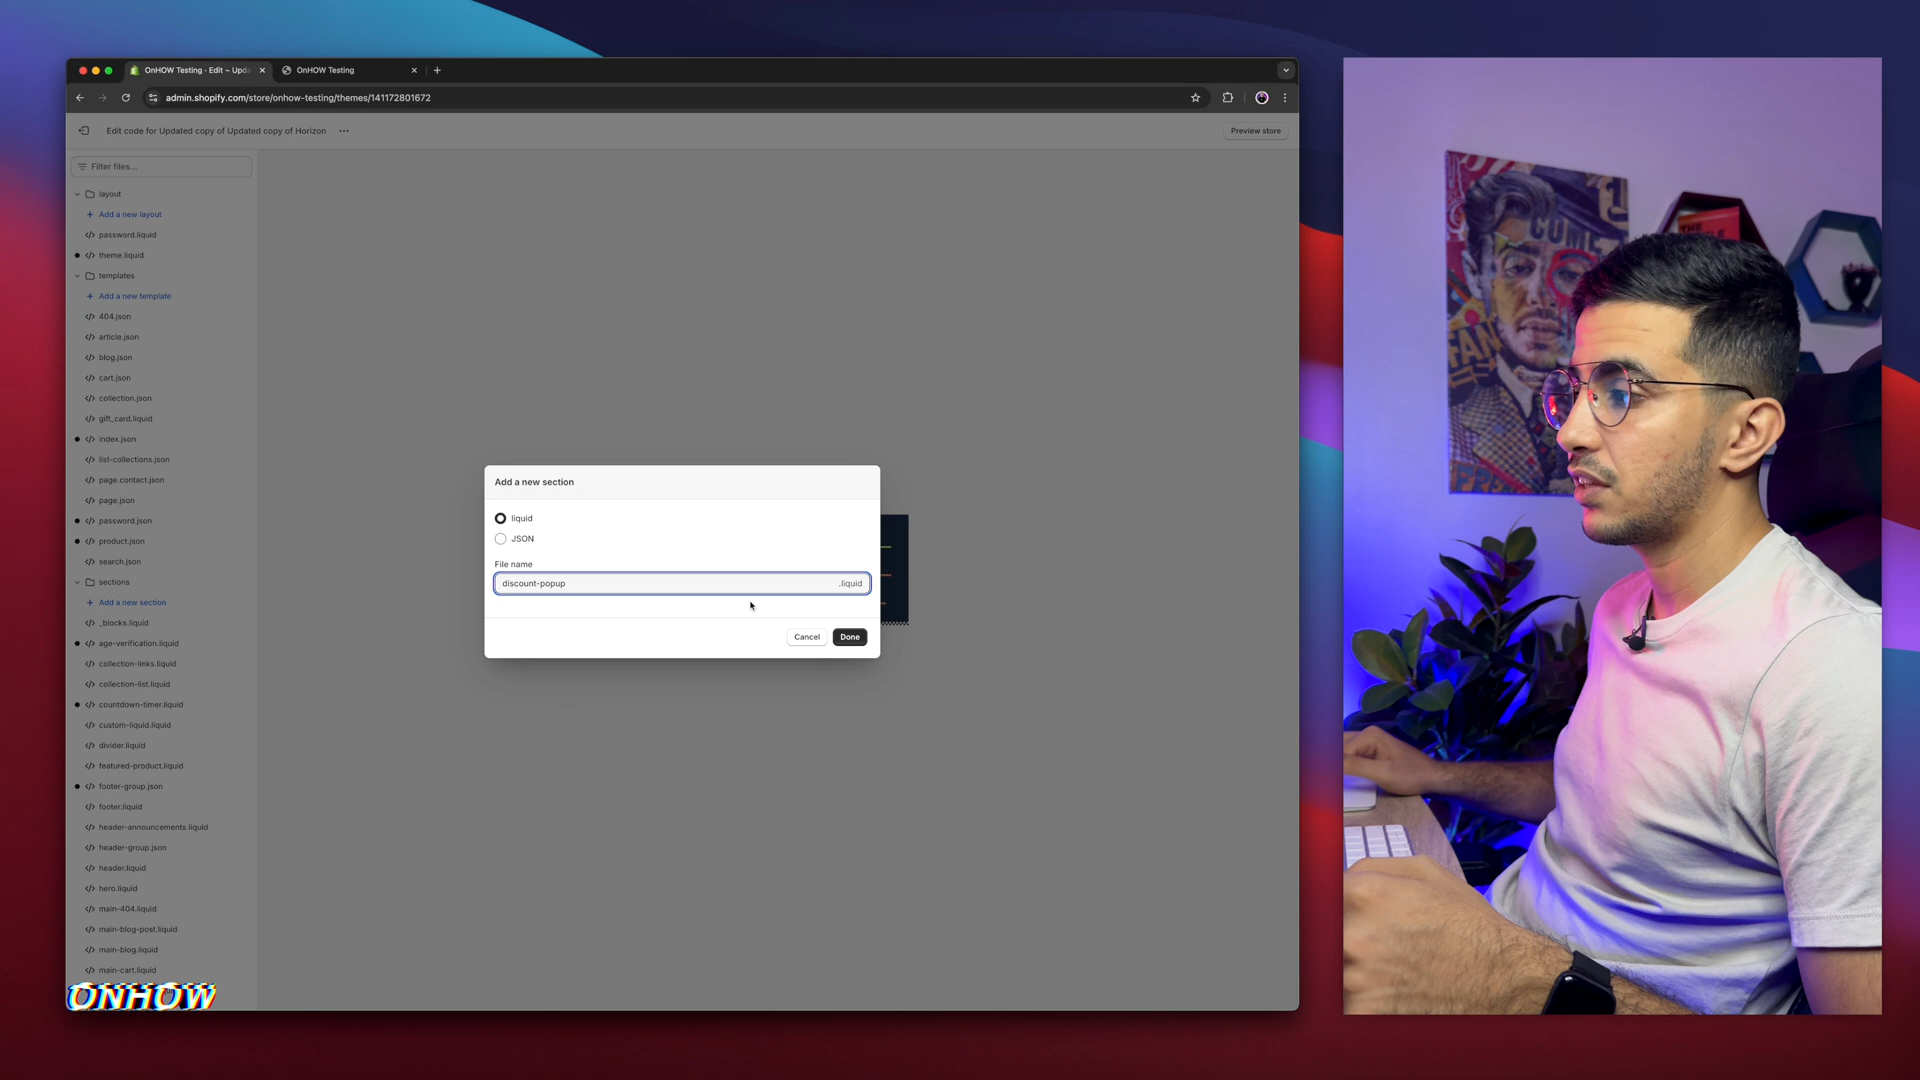 OnHOW Testing · Edit ~ Upda
OnHOW Testing
admin.shopify.com/store/onhow-testing/themes/141172801672
Edit code for Updated copy of Updated copy of Horizon
Preview store
Filter files...
layout
Add a new layout
password.liquid
theme.liquid
templates
Add a new template
404.json
article.json
blog.json
cart.json
collection.json
gift_card.liquid
index.json
list-collections.json
page.contact.json
page.json
password.json
product.json
search.json
sections
Add a new section
_blocks.liquid
age-verification.liquid
collection-links.liquid
collection-list.liquid
countdown-timer.liquid
custom-liquid.liquid
divider.liquid
featured-product.liquid
footer-group.json
footer.liquid
header-announcements.liquid
header-group.json
header.liquid
hero.liquid
main-404.liquid
main-blog-post.liquid
main-blog.liquid
main-cart.liquid
ONHOW
Add a new section
liquid
JSON
File name
discount-popup .liquid
Cancel
Done
COME
FAN
THE